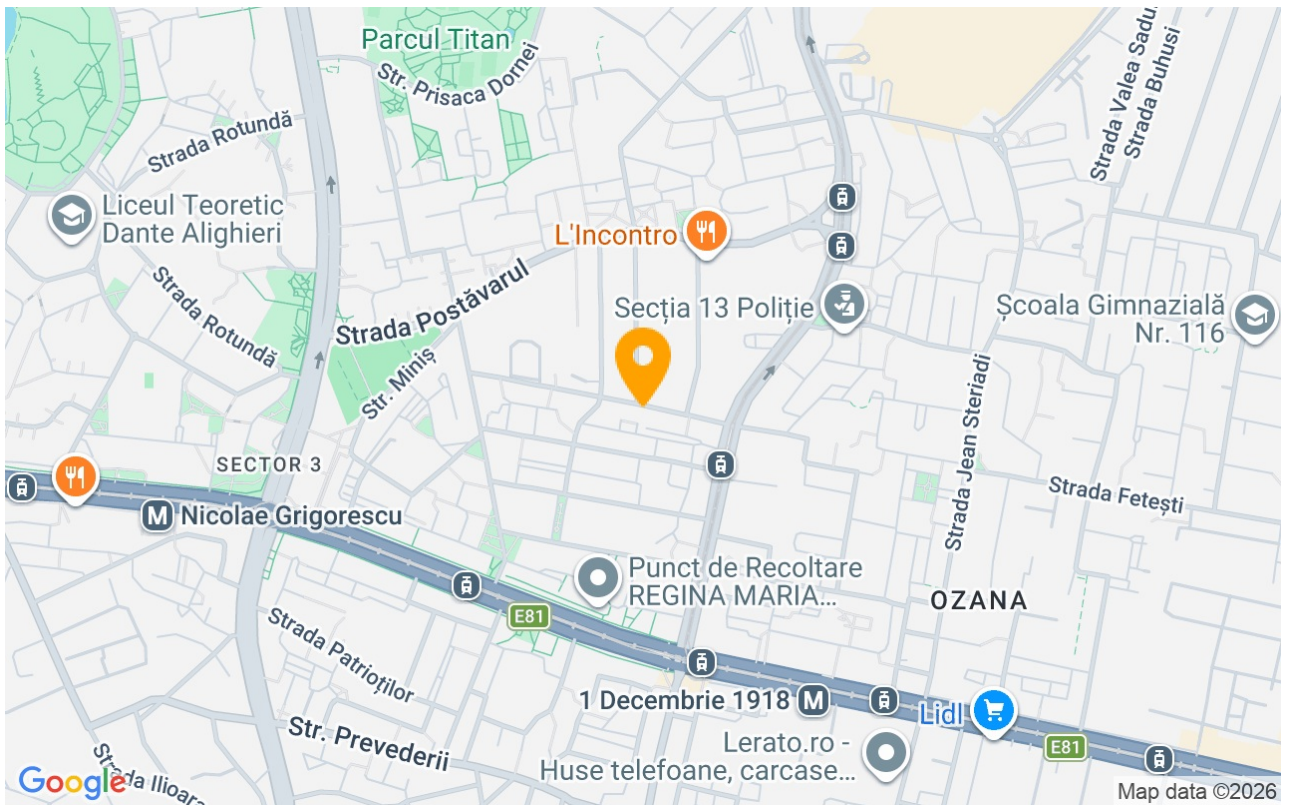 Parcul Titan
Str. Prisaca Dornei
Strada Valea Sadu
Strada Buhusi
Strada Rotundă
Liceul Teoretic
Dante Alighieri
L'Incontro
Strada Rotundă
Strada Postăvarul
Secția 13 Poliție
Școala Gimnazială
Nr. 116
Str. Miniș
Strada Jean Steriadi
SECTOR 3
Strada Fetești
M Nicolae Grigorescu
Punct de Recoltare
REGINA MARIA...
E81
OZANA
Strada Patrioților
1 Decembrie 1918 M
Lidl
Str. Prevederii
Lerato.ro -
Huse telefoane, carcase...
E81
Strada Ilioara
Google
Map data ©2026